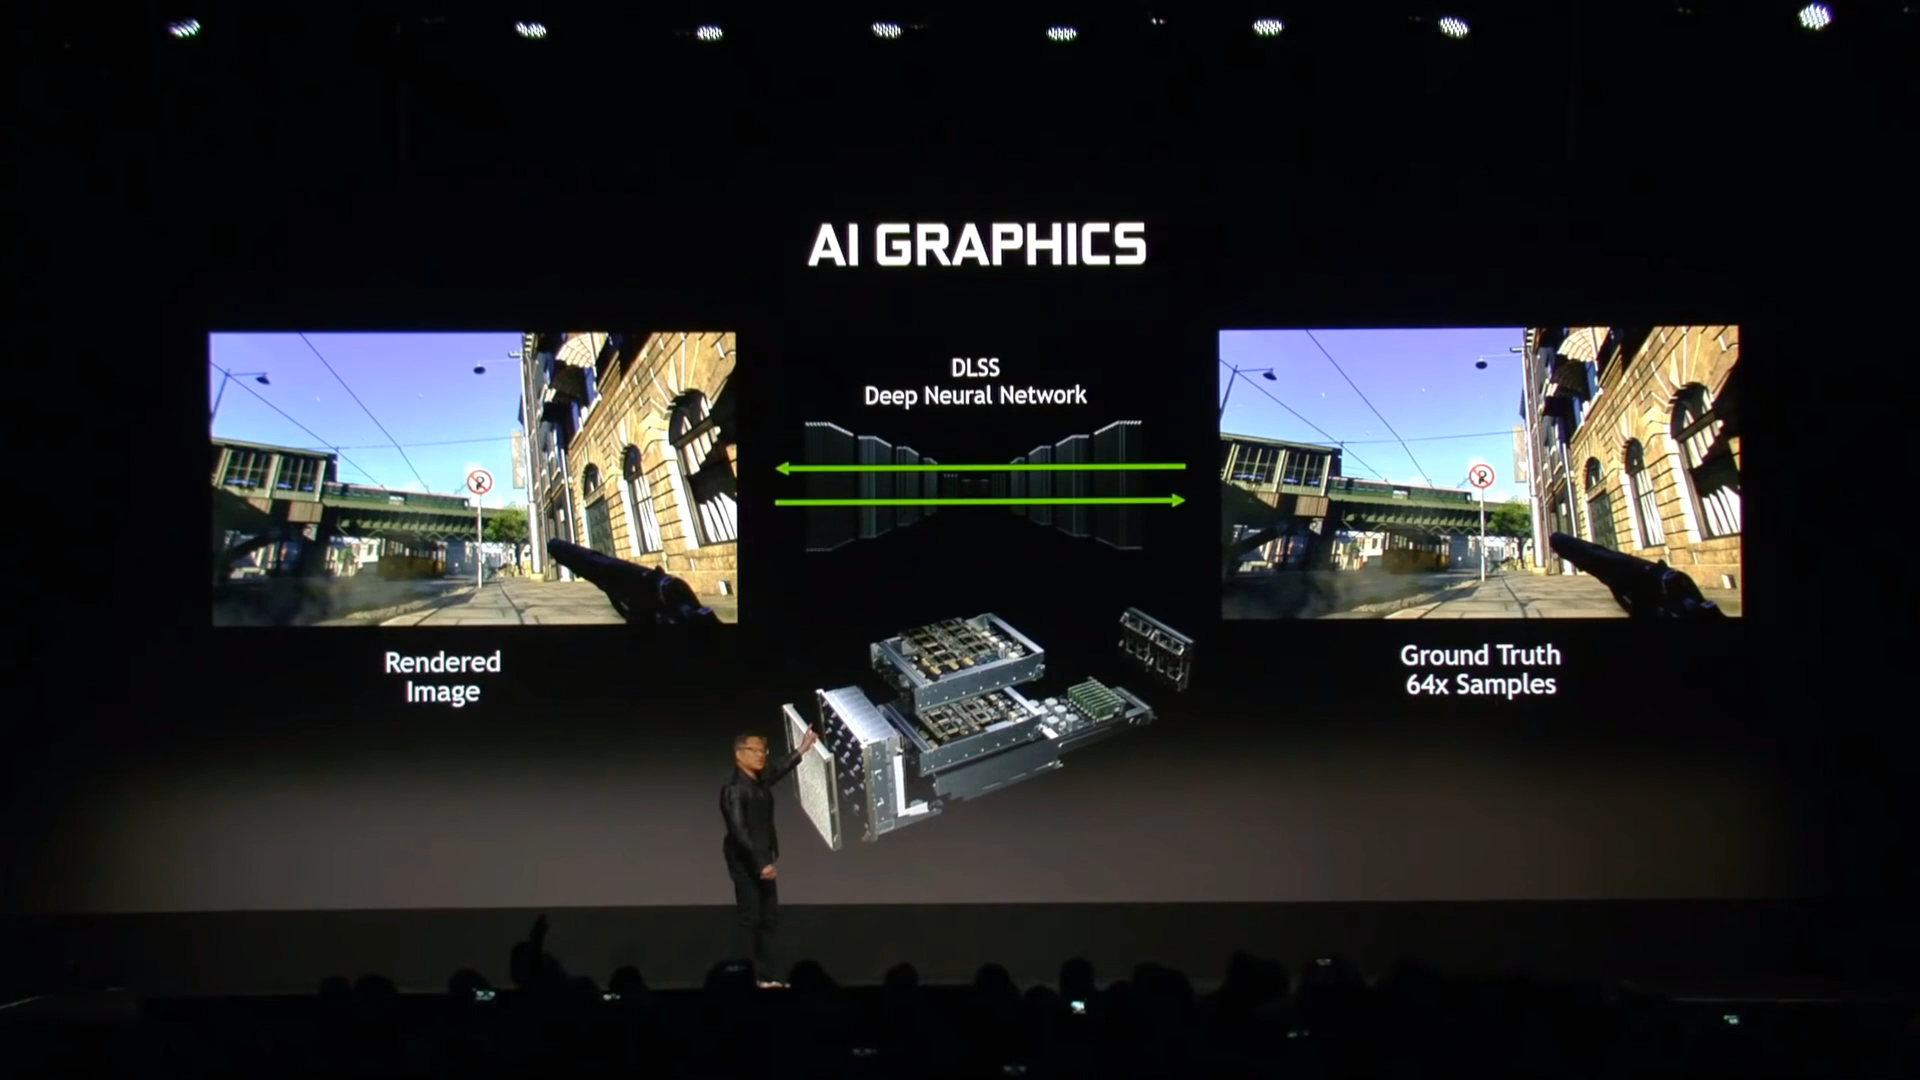 AI GRAPHICS
DLSS
Deep Neural Network
Rendered
Image
Ground Truth
64x Samples